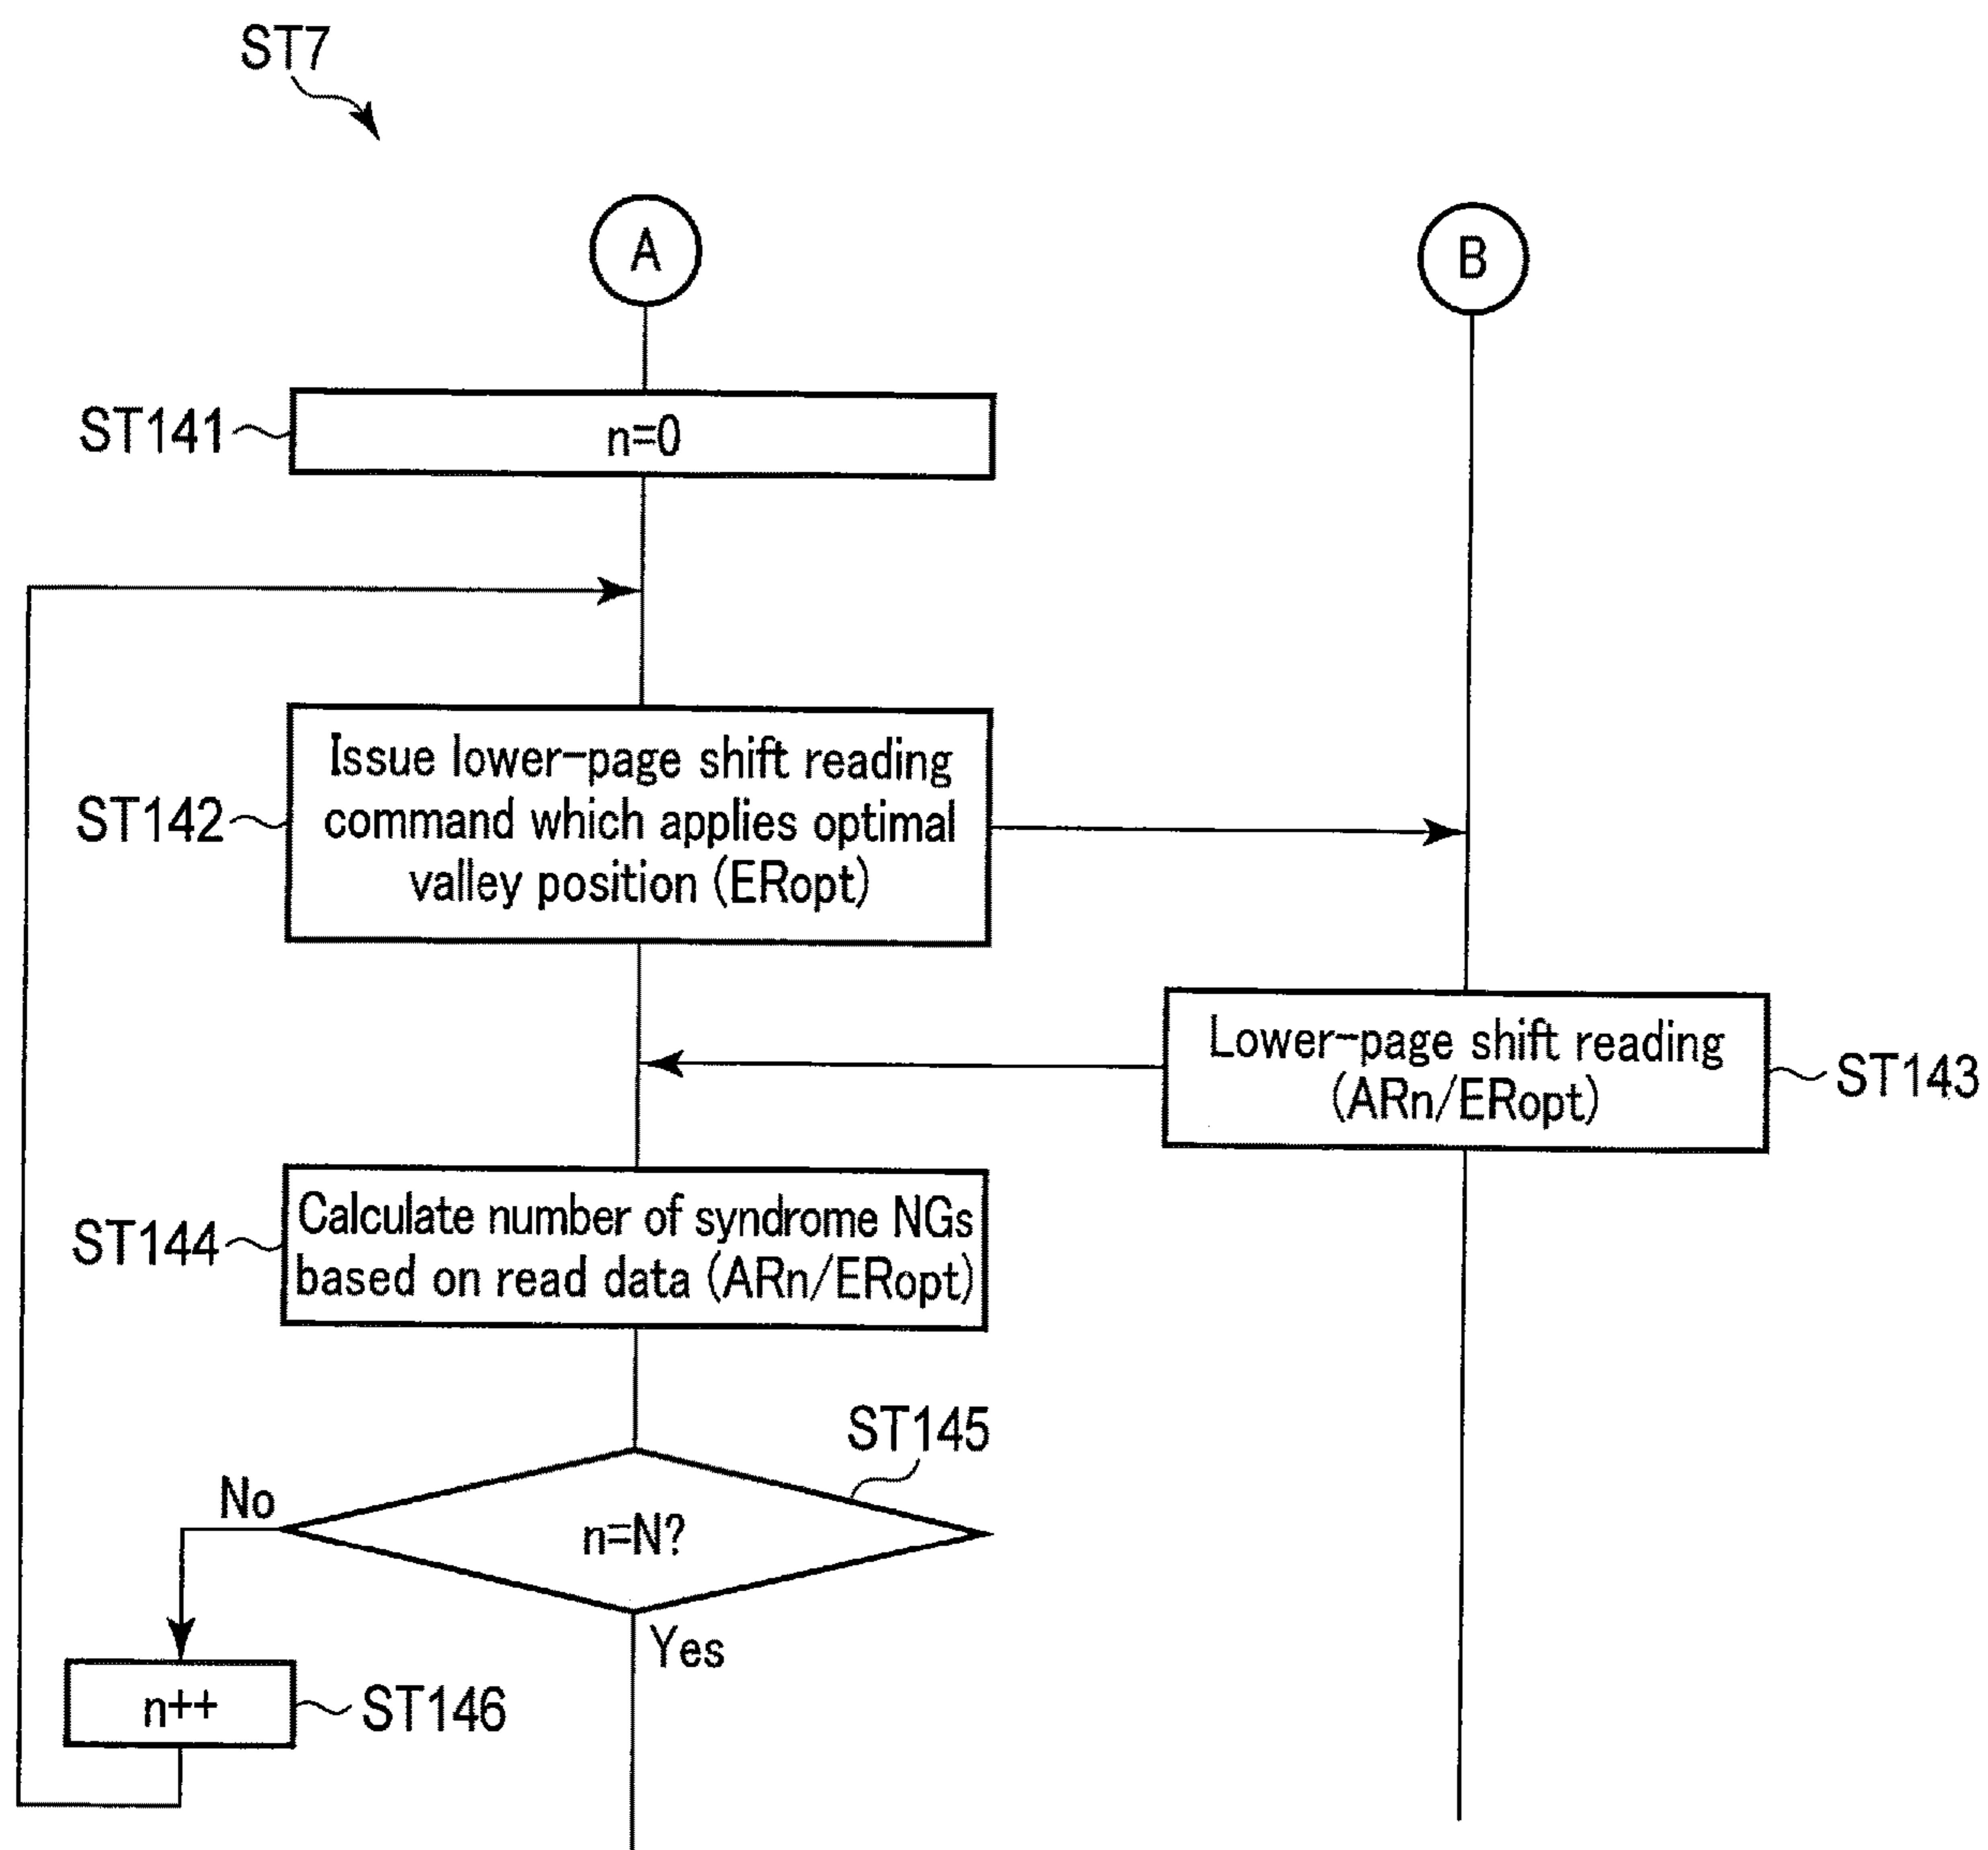 ST7
A
B
ST141
n=0
ST142
Issue lower-page shift reading
command which applies optimal
valley position (ERopt)
Lower-page shift reading
(ARn/ERopt)
ST143
ST144
Calculate number of syndrome NGs
based on read data (ARn/ERopt)
ST145
No
n=N?
Yes
n++
ST146